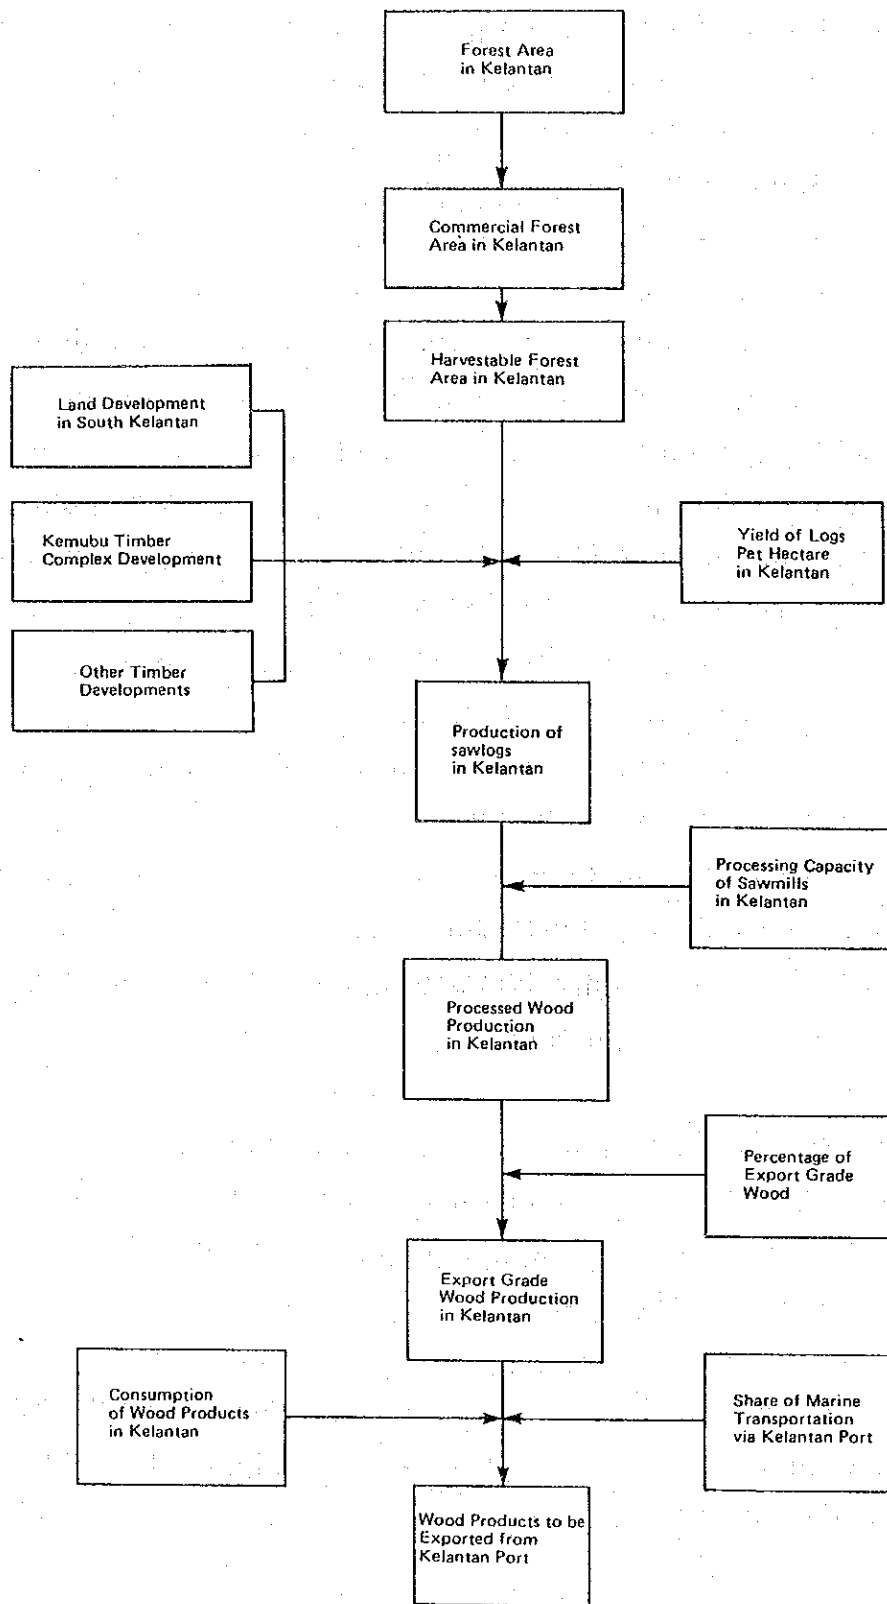 Forest Area
in Kelantan
Commercial Forest
Area in Kelantan
Harvestable Forest
Area in Kelantan
Land Development
in South Kelantan
Kemubu Timber
Complex Development
Yield of Logs
Pet Hectare
in Kelantan
Other Timber
Developments
Production of
sawlogs
in Kelantan
Processing Capacity
of Sawmills
in Kelantan
Processed Wood
Production
in Kelantan
Percentage of
Export Grade
Wood
Export Grade
Wood Production
in Kelantan
Consumption
of Wood Products
in Kelantan
Share of Marine
Transportation
via Kelantan Port
Wood Products to be
Exported from
Kelantan Port